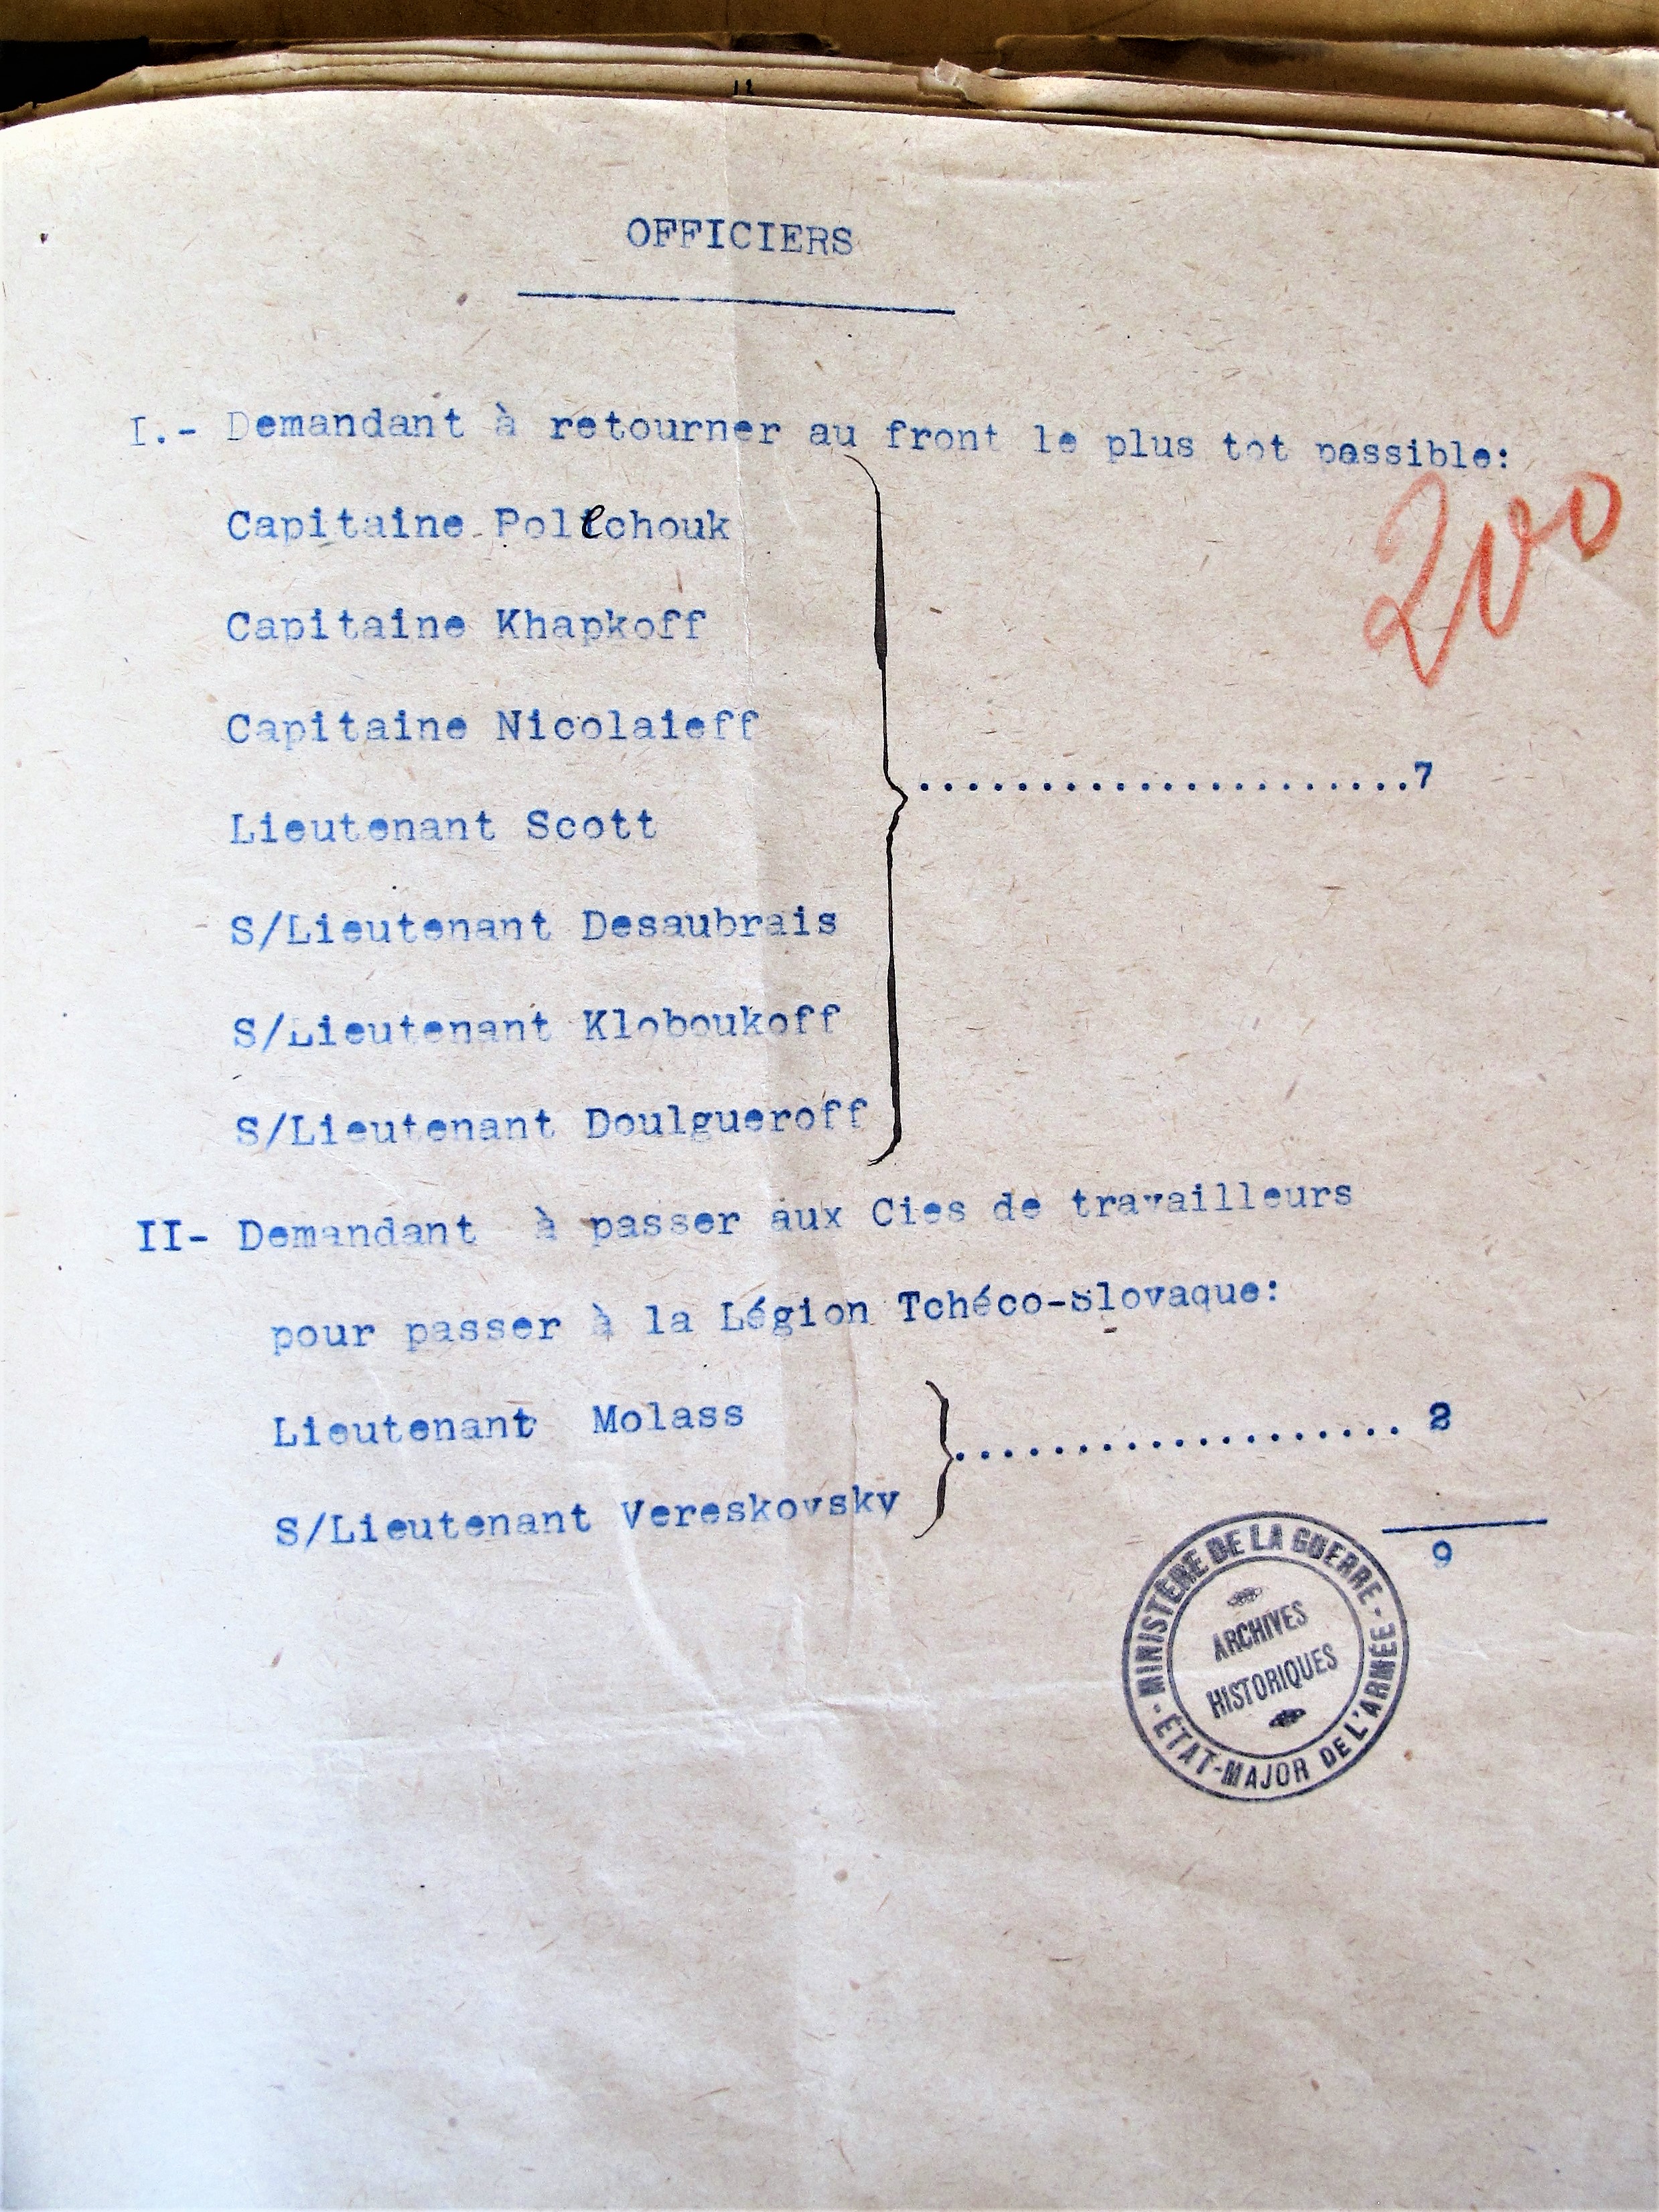 OFFICIERS
I.- Demandant à retourner au front le plus tot passible:
200
Capitaine Polechouk
Capitaine Khapkoff
Capitaine Nicolaieff
.......................7
Lieutenant Scott
S/Lieutenant Desaubrais
S/Lieutenant Kloboukoff
S/Lieutenant Doulgueroff
II- Demandant à passer aux Cies de travailleurs
pour passer à la Légion Tchéco-Slovaque:
Lieutenant Molass
................... 2
S/Lieutenant Vereskovsky
9
MINISTÈRE DE LA GUERRE - ÉTAT-MAJOR DE L'ARMÉE -
ARCHIVES
HISTORIQUES